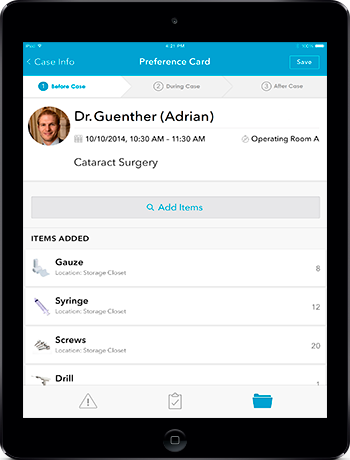 iPod 4:21 PM 100%
Case Info Preference Card Save
1 Before Case 2 During Case 3 After Case
Dr. Guenther (Adrian)
10/10/2014, 10:30 AM – 11:30 AM Operating Room A
Cataract Surgery
Add Items
ITEMS ADDED
Gauze
Location: Storage Closet 8
Syringe
Location: Storage Closet 12
Screws
Location: Storage Closet 20
Drill 1